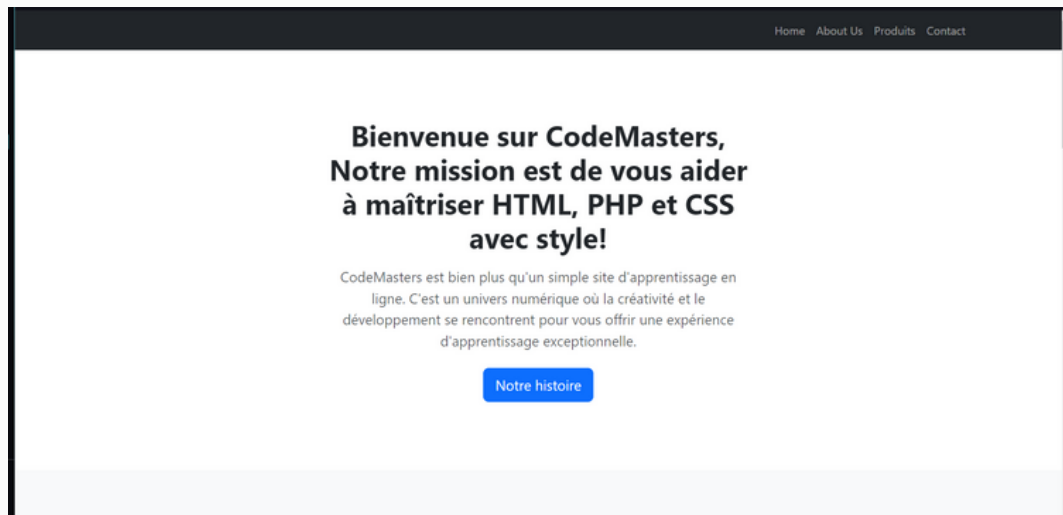 Home About Us Produits Contact
Bienvenue sur CodeMasters,
Notre mission est de vous aider
à maîtriser HTML, PHP et CSS
avec style!
CodeMasters est bien plus qu'un simple site d'apprentissage en
ligne. C'est un univers numérique où la créativité et le
développement se rencontrent pour vous offrir une expérience
d'apprentissage exceptionnelle.
Notre histoire